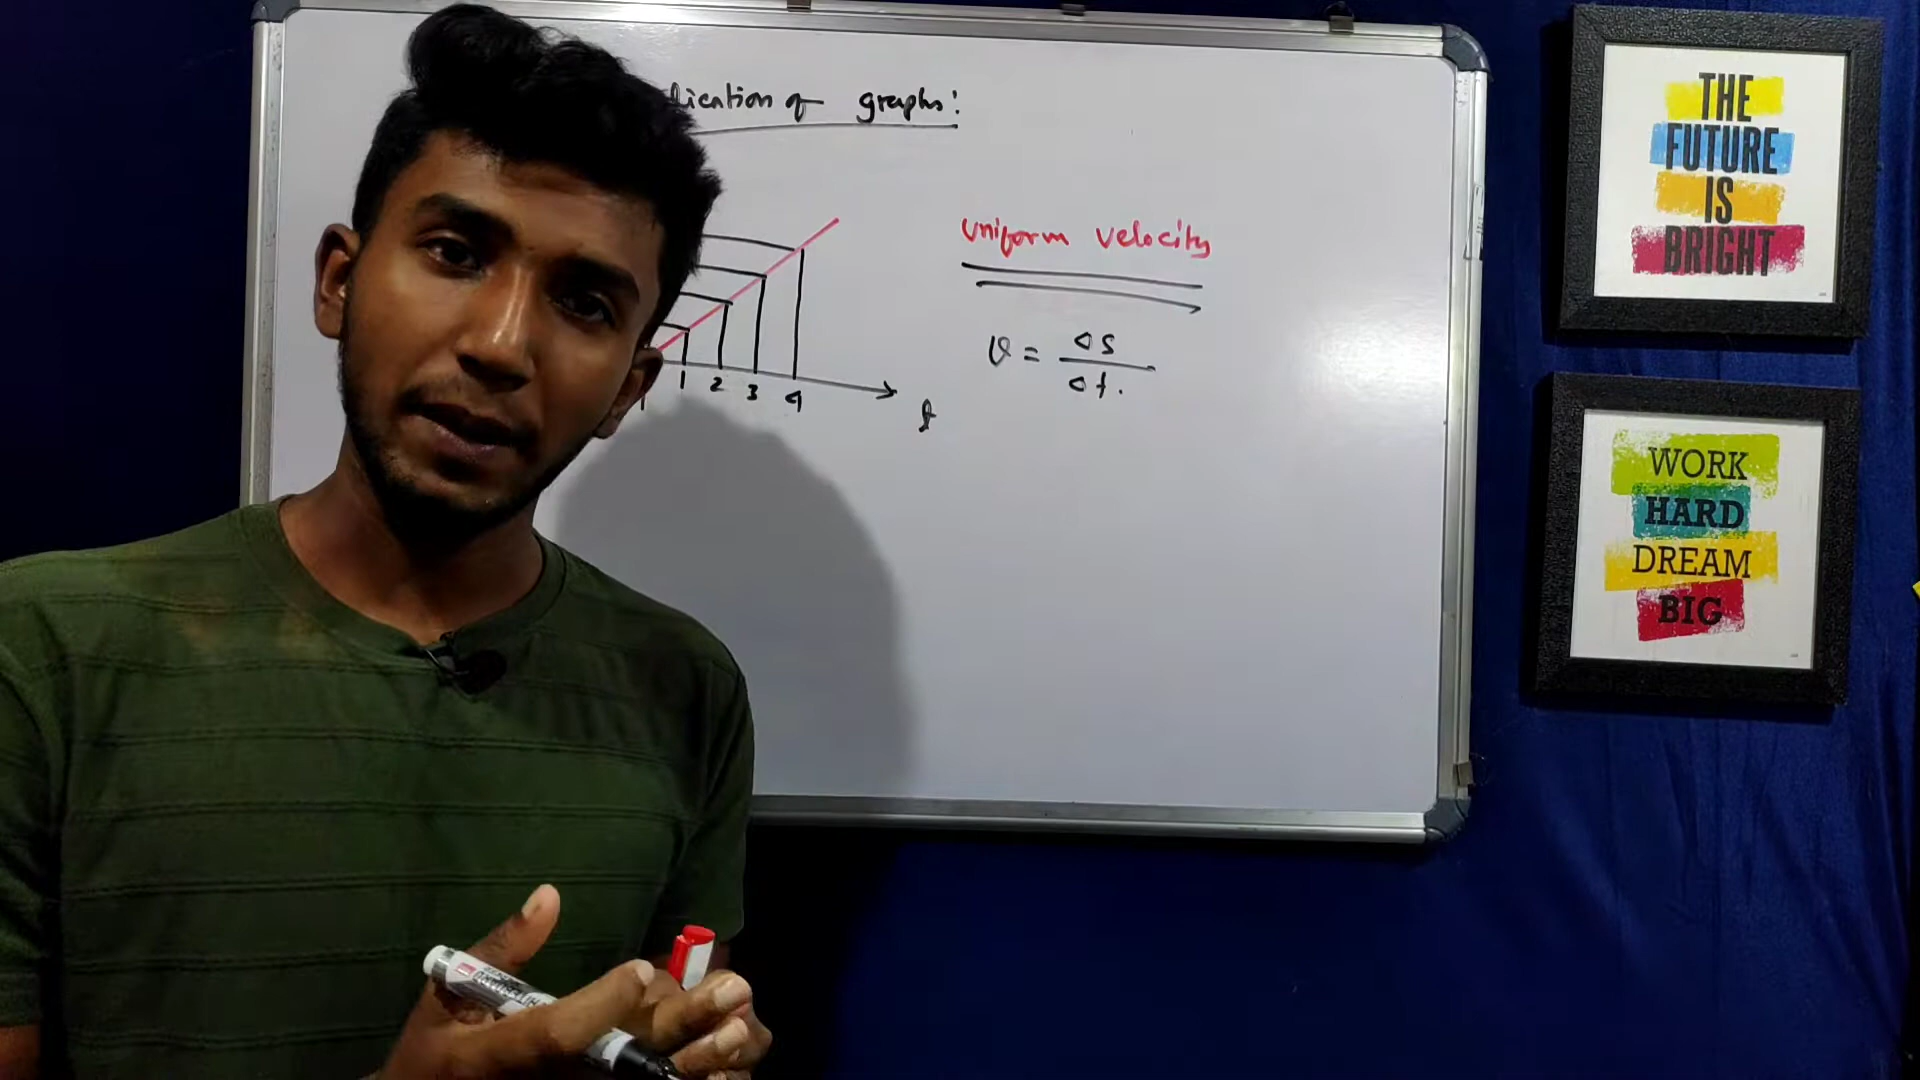 lication of graphs:
uniform velocity
v = Δs
Δt.
1 2 3 4
t
THE
FUTURE
IS
BRIGHT
WORK
HARD
DREAM
BIG